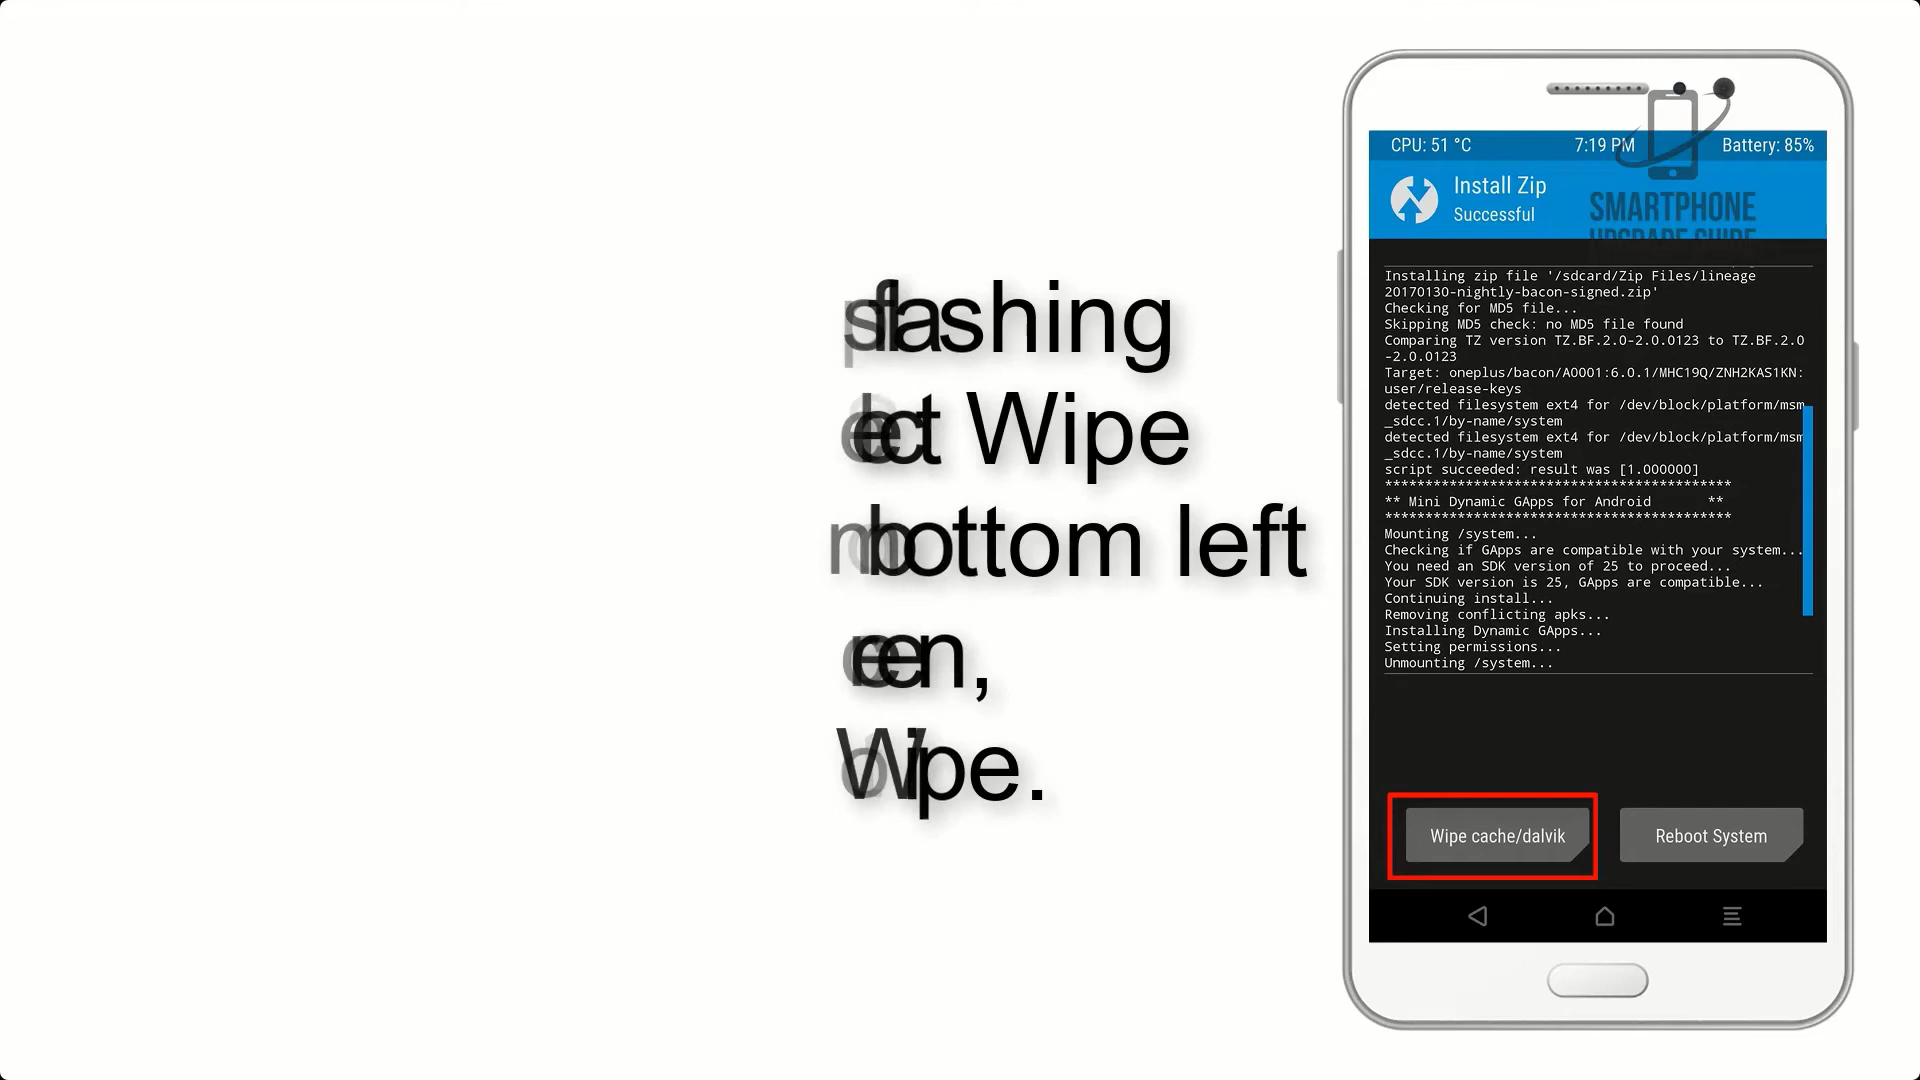 flashing
Wipe
bottom left
Wipe.
CPU: 51 °C 7:19 PM Battery: 85%
Install Zip
Successful
SMARTPHONE
UPGRADE GUIDE
Installing zip file '/sdcard/Zip Files/lineage
20170130-nightly-bacon-signed.zip'
Checking for MD5 file...
Skipping MD5 check: no MD5 file found
Comparing TZ version TZ.BF.2.0-2.0.0123 to TZ.BF.2.0
-2.0.0123
Target: oneplus/bacon/A0001:6.0.1/MHC19Q/ZNH2KAS1KN:
user/release-keys
detected filesystem ext4 for /dev/block/platform/msm
_sdcc.1/by-name/system
detected filesystem ext4 for /dev/block/platform/msm
_sdcc.1/by-name/system
script succeeded: result was [1.000000]
*******************************************
** Mini Dynamic GApps for Android **
*******************************************
Mounting /system...
Checking if GApps are compatible with your system...
You need an SDK version of 25 to proceed...
Your SDK version is 25, GApps are compatible...
Continuing install...
Removing conflicting apks...
Installing Dynamic GApps...
Setting permissions...
Unmounting /system...
Wipe cache/dalvik
Reboot System